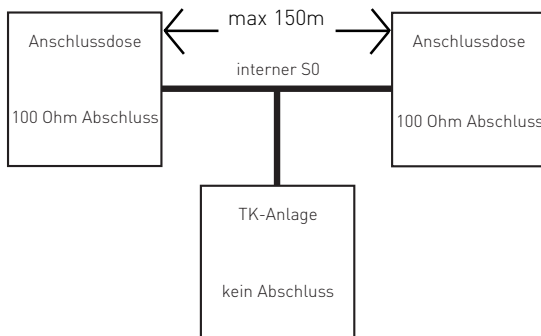 max 150m
Anschlussdose
Anschlussdose
interner S0
100 Ohm Abschluss
100 Ohm Abschluss
TK-Anlage
kein Abschluss